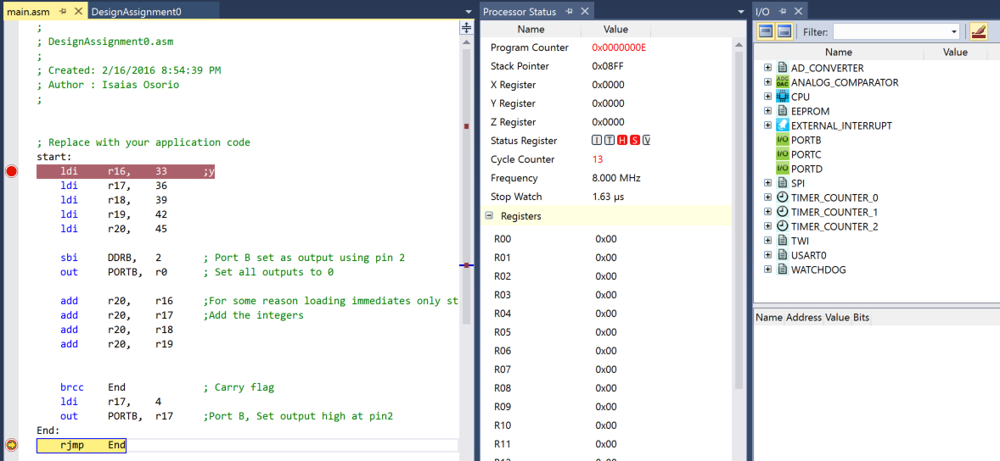 main.asm DesignAssignment0
;
; DesignAssignment0.asm
;
; Created: 2/16/2016 8:54:39 PM
; Author : Isaias Osorio
;
; Replace with your application code
start:
ldi r16, 33 ;y
ldi r17, 36
ldi r18, 39
ldi r19, 42
ldi r20, 45
sbi DDRB, 2 ; Port B set as output using pin 2
out PORTB, r0 ; Set all outputs to 0
add r20, r16 ;For some reason loading immediates only st
add r20, r17 ;Add the integers
add r20, r18
add r20, r19
brcc End ; Carry flag
ldi r17, 4
out PORTB, r17 ;Port B, Set output high at pin2
End:
rjmp End
Processor Status
Name Value
Program Counter 0x0000000E
Stack Pointer 0x08FF
X Register 0x0000
Y Register 0x0000
Z Register 0x0000
Status Register I T H S V
Cycle Counter 13
Frequency 8.000 MHz
Stop Watch 1.63 µs
Registers
R00 0x00
R01 0x00
R02 0x00
R03 0x00
R04 0x00
R05 0x00
R06 0x00
R07 0x00
R08 0x00
R09 0x00
R10 0x00
R11 0x00
I/O
Filter:
Name Value
AD_CONVERTER
ADC DAC ANALOG_COMPARATOR
CPU
EEPROM
EXTERNAL_INTERRUPT
I/O PORTB
I/O PORTC
I/O PORTD
SPI
TIMER_COUNTER_0
TIMER_COUNTER_1
TIMER_COUNTER_2
TWI
USART0
WATCHDOG
Name Address Value Bits